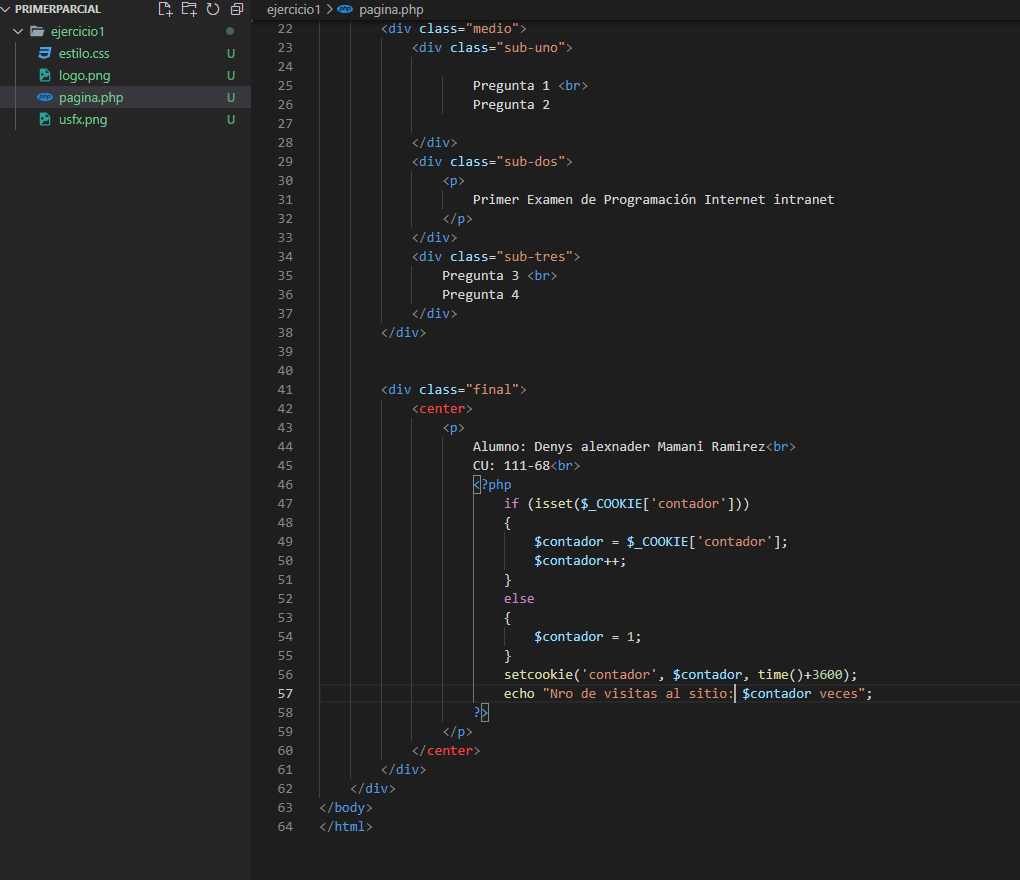 PRIMERPARCIAL
ejercicio1
estilo.css U
logo.png U
pagina.php U
usfx.png U
ejercicio1 > pagina.php
22 <div class="medio">
23 <div class="sub-uno">
24
25 Pregunta 1 <br>
26 Pregunta 2
27
28 </div>
29 <div class="sub-dos">
30 <p>
31 Primer Examen de Programación Internet intranet
32 </p>
33 </div>
34 <div class="sub-tres">
35 Pregunta 3 <br>
36 Pregunta 4
37 </div>
38 </div>
39
40
41 <div class="final">
42 <center>
43 <p>
44 Alumno: Denys alexnader Mamani Ramirez<br>
45 CU: 111-68<br>
46 <?php
47 if (isset($_COOKIE['contador']))
48 {
49 $contador = $_COOKIE['contador'];
50 $contador++;
51 }
52 else
53 {
54 $contador = 1;
55 }
56 setcookie('contador', $contador, time()+3600);
57 echo "Nro de visitas al sitio: $contador veces";
58 ?>
59 </p>
60 </center>
61 </div>
62 </div>
63 </body>
64 </html>